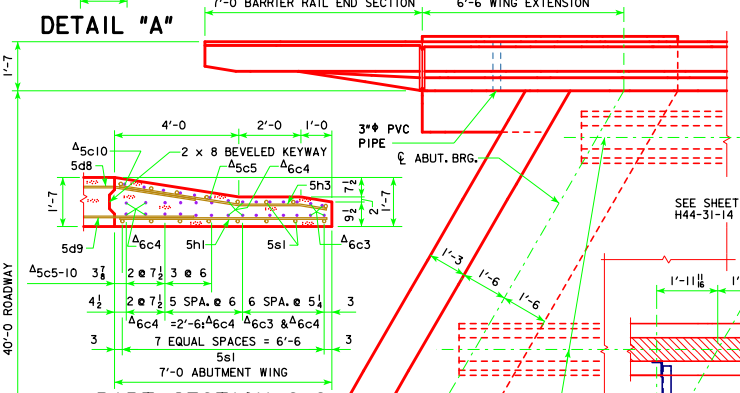 7'-0 BARRIER RAIL END SECTION
6'-6 WING EXTENSION
DETAIL "A"
1'-7
4'-0
2'-0
1'-0
3"Φ PVC
PIPE
℄ ABUT. BRG.
Δ5c10
5d8
2 x 8 BEVELED KEYWAY
Δ5c5
Δ6c4
5h3
7½
1'-7
9½
2
1'-7
SEE SHEET
H44-31-14
5d9
Δ6c4
5h1
5s1
Δ6c3
Δ5c5-10
3⅞
2 @ 7½
3 @ 6
1'-3
1'-6
1'-6
1'-11 11/16
1'
4½
2 @ 7½
5 SPA. @ 6
6 SPA. @ 5¼
3
Δ6c4
=2'-6:Δ6c4
Δ6c3 &Δ6c4
3
7 EQUAL SPACES = 6'-6
3
5s1
7'-0 ABUTMENT WING
40'-0 ROADWAY